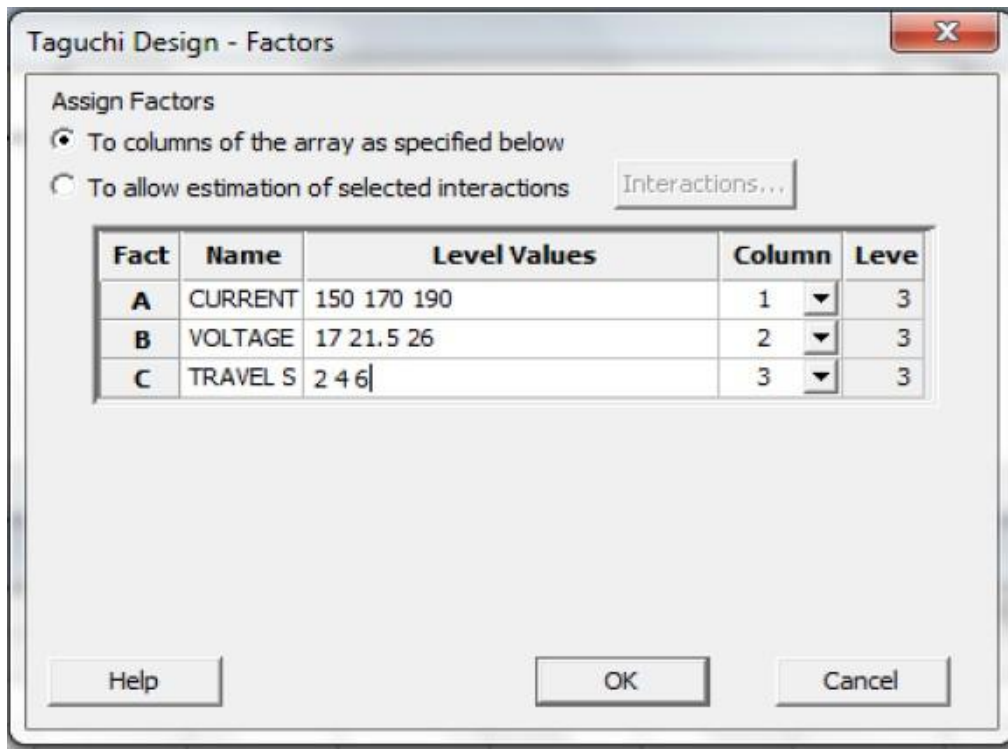 Taguchi Design - Factors
Assign Factors
To columns of the array as specified below
To allow estimation of selected interactions Interactions...
Fact Name Level Values Column Leve
A CURRENT 150 170 190 1 3
B VOLTAGE 17 21.5 26 2 3
C TRAVEL S 2 4 6 3 3
Help OK Cancel